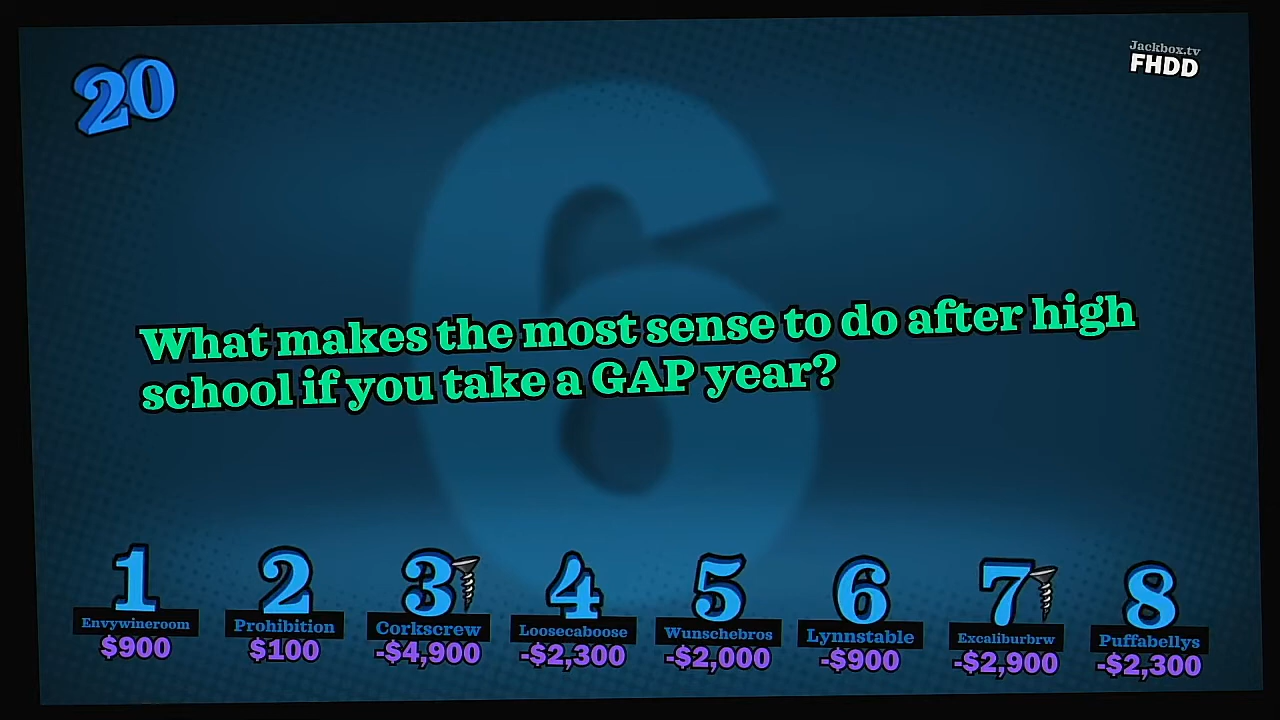 20
Jackbox.tv
FHDD
What makes the most sense to do after high
school if you take a GAP year?
1 2 3 4 5 6 7 8
Envywineroom Prohibition Corkscrew Loosecaboose Wunschebros Lynnstable Excaliburbrw Puffabellys
$900 $100 -$4,900 -$2,300 -$2,000 -$900 -$2,900 -$2,300
6